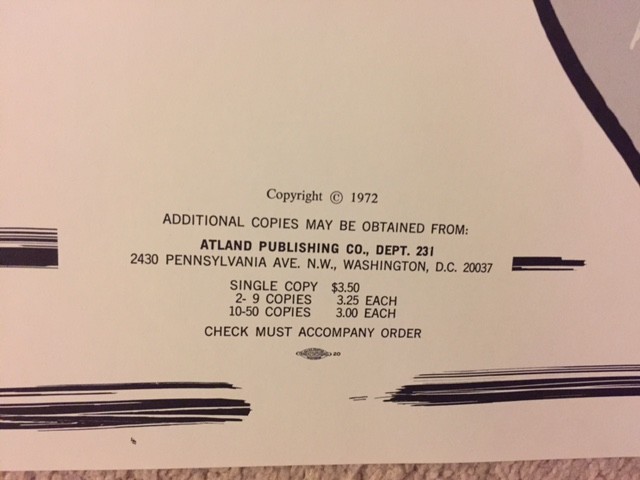 Copyright © 1972
ADDITIONAL COPIES MAY BE OBTAINED FROM:
ATLAND PUBLISHING CO., DEPT. 231
2430 PENNSYLVANIA AVE. N.W., WASHINGTON, D.C. 20037
SINGLE COPY $3.50
2- 9 COPIES 3.25 EACH
10-50 COPIES 3.00 EACH
CHECK MUST ACCOMPANY ORDER
20